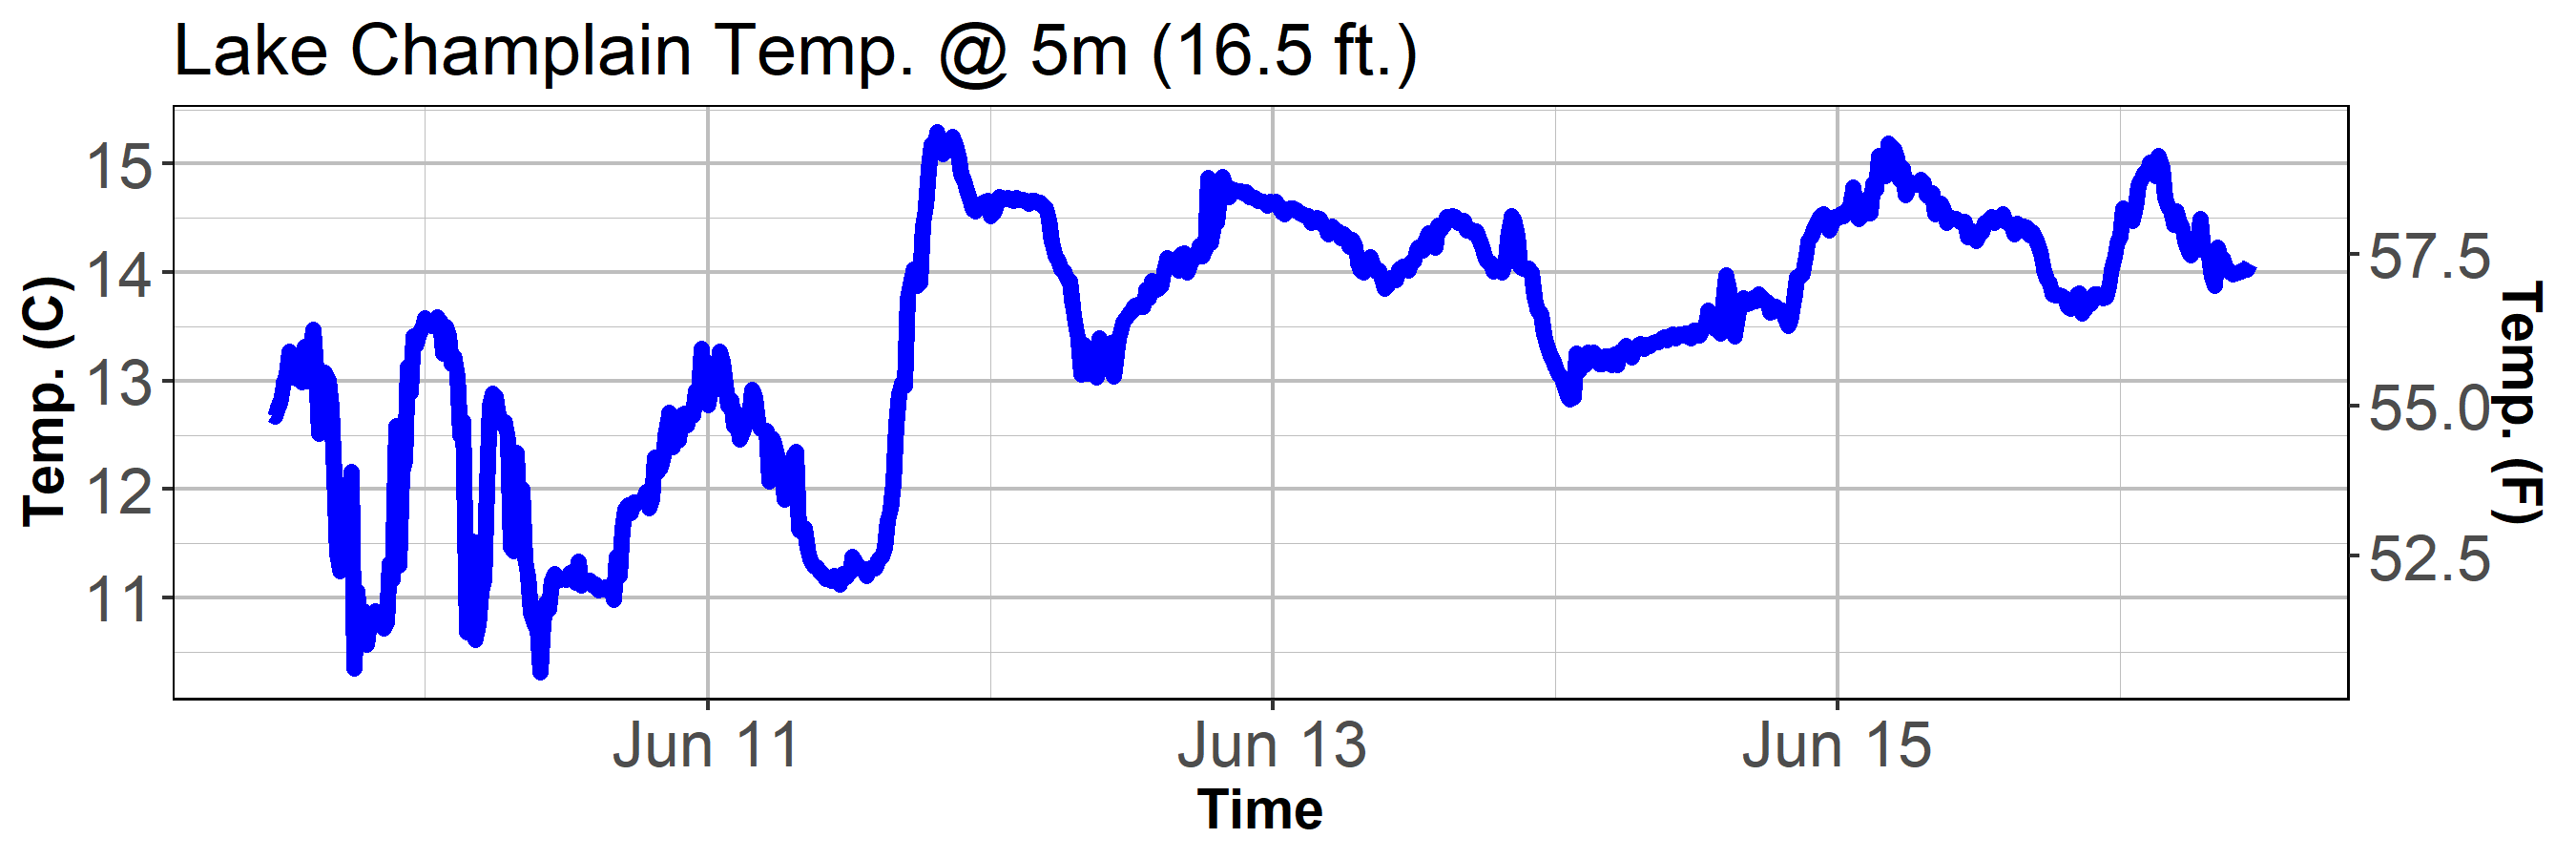 Lake Champlain Temp. @ 5m (16.5 ft.)
Temp. (C)
15
14
13
12
11
57.5
55.0
52.5
Temp. (F)
Jun 11
Jun 13
Jun 15
Time